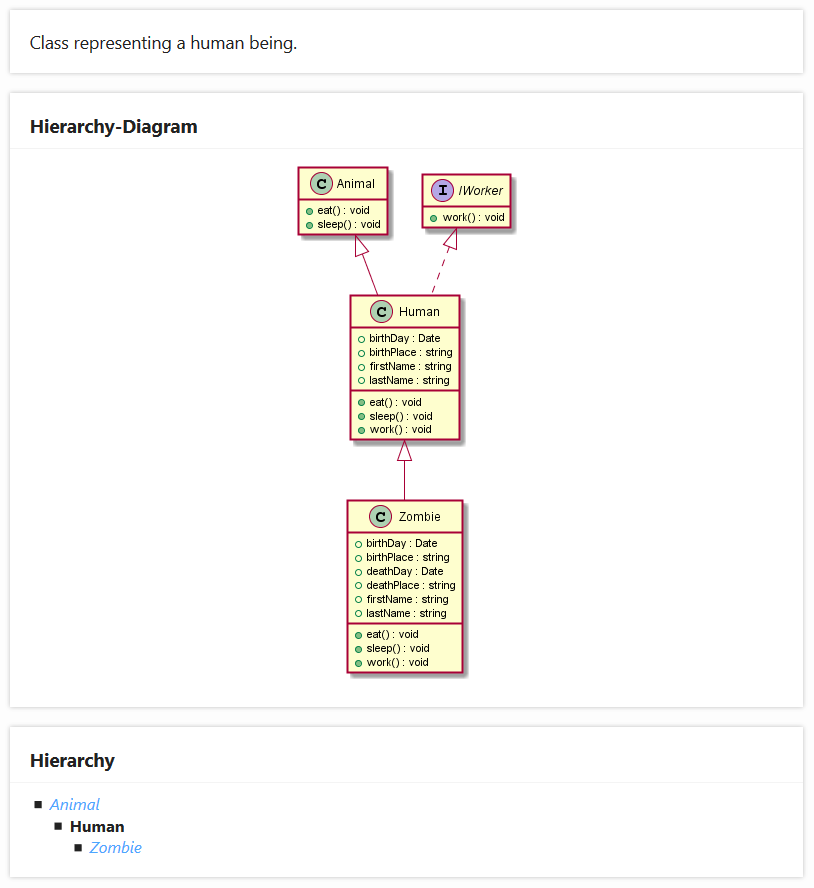 Class representing a human being.
Hierarchy-Diagram
C Animal
eat() : void
sleep() : void
I IWorker
work() : void
C Human
birthDay : Date
birthPlace : string
firstName : string
lastName : string
eat() : void
sleep() : void
work() : void
C Zombie
birthDay : Date
birthPlace : string
deathDay : Date
deathPlace : string
firstName : string
lastName : string
eat() : void
sleep() : void
work() : void
Hierarchy
Animal
Human
Zombie